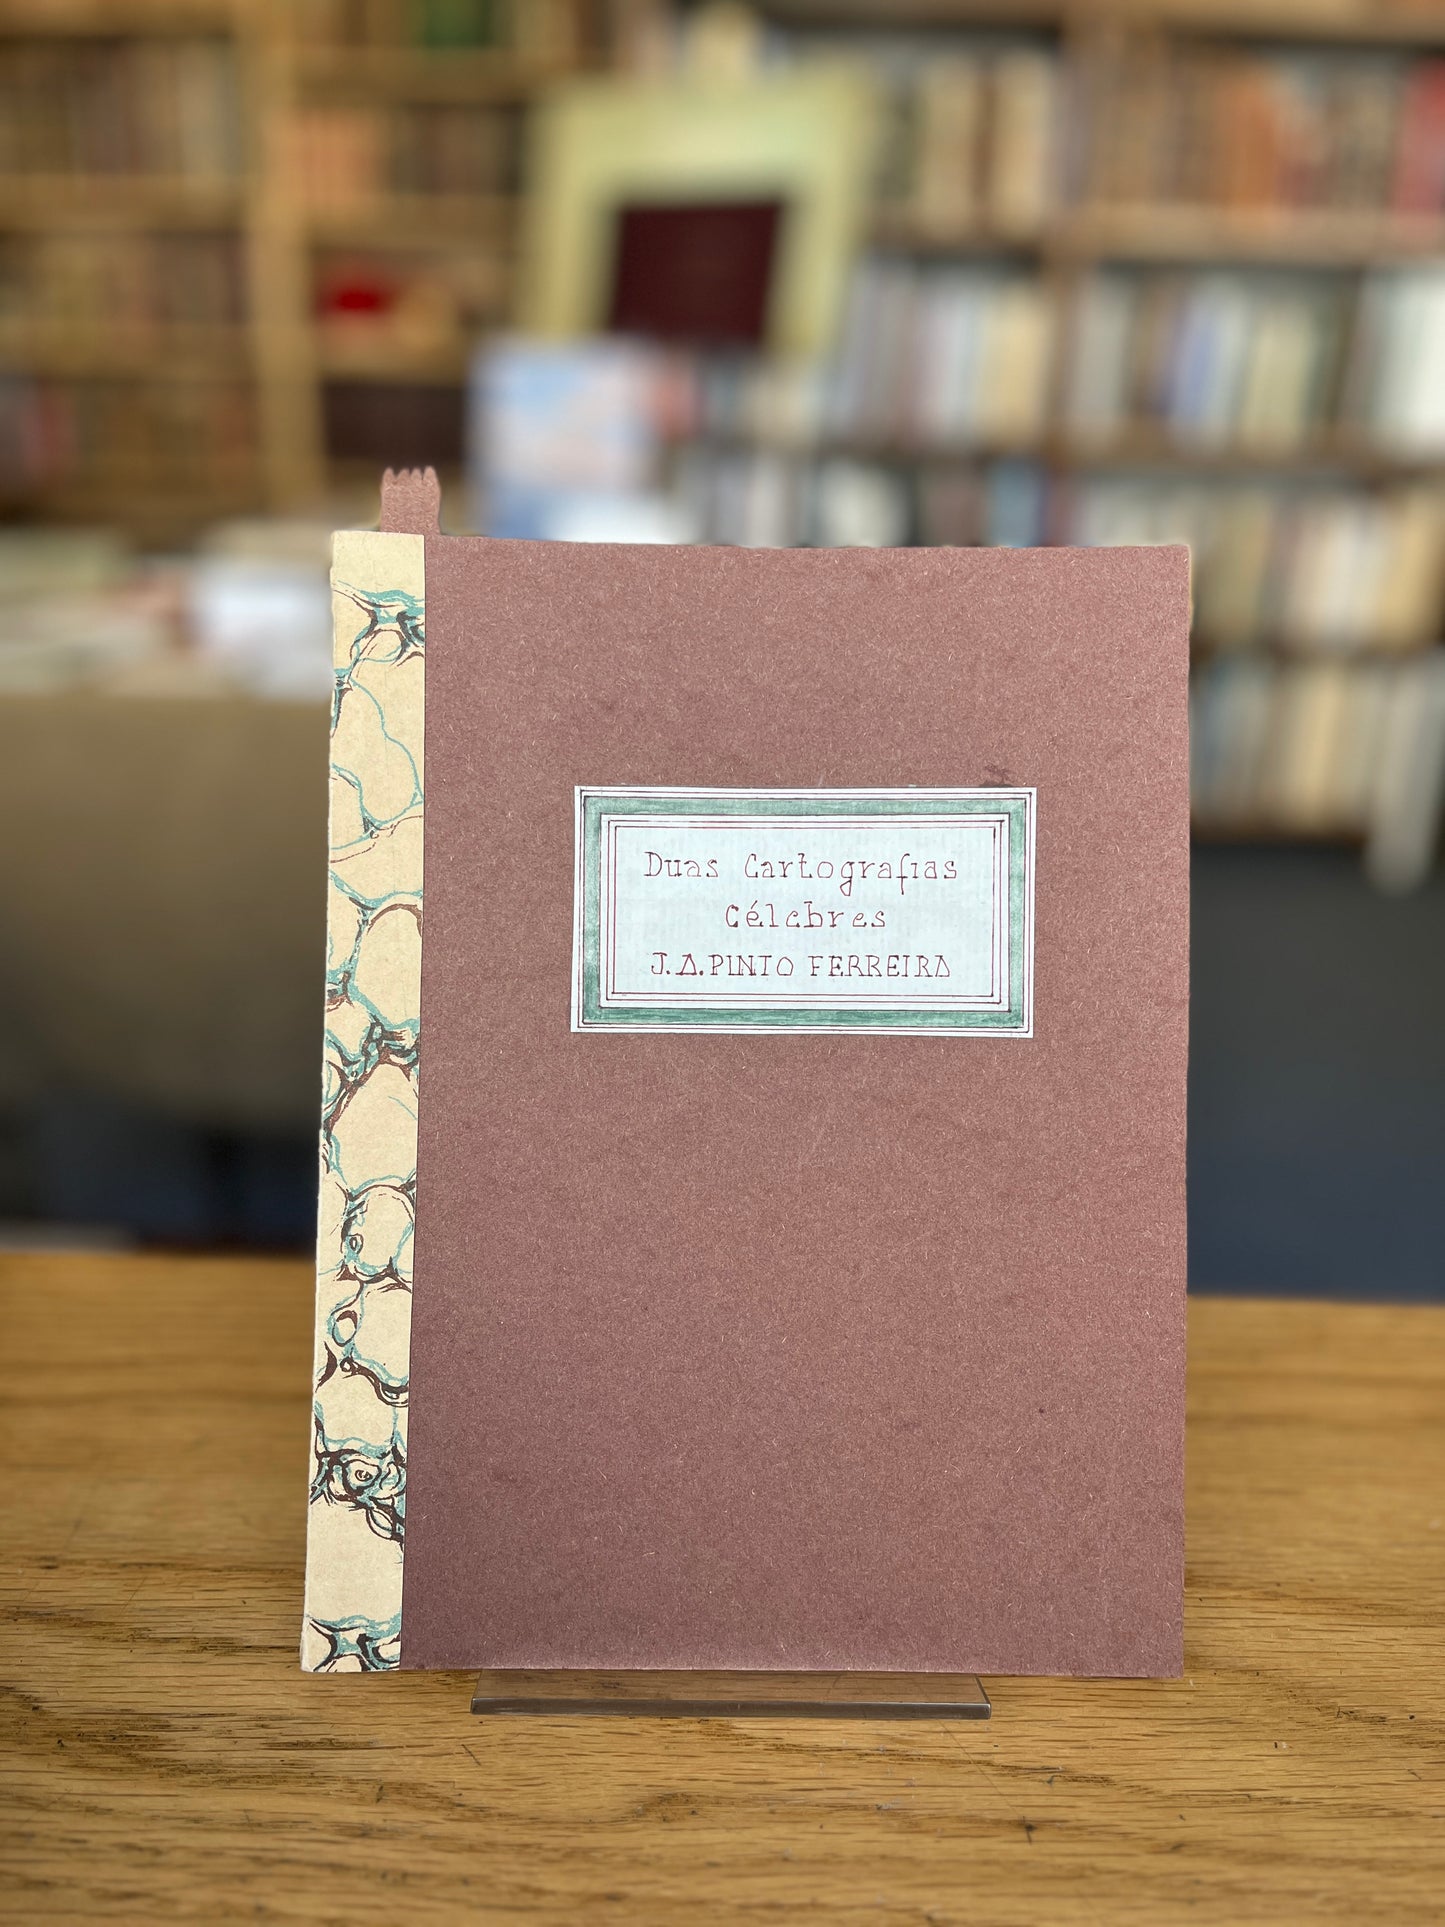 Duas Cartografias
Célebres
J. A. PINTO FERREIRA